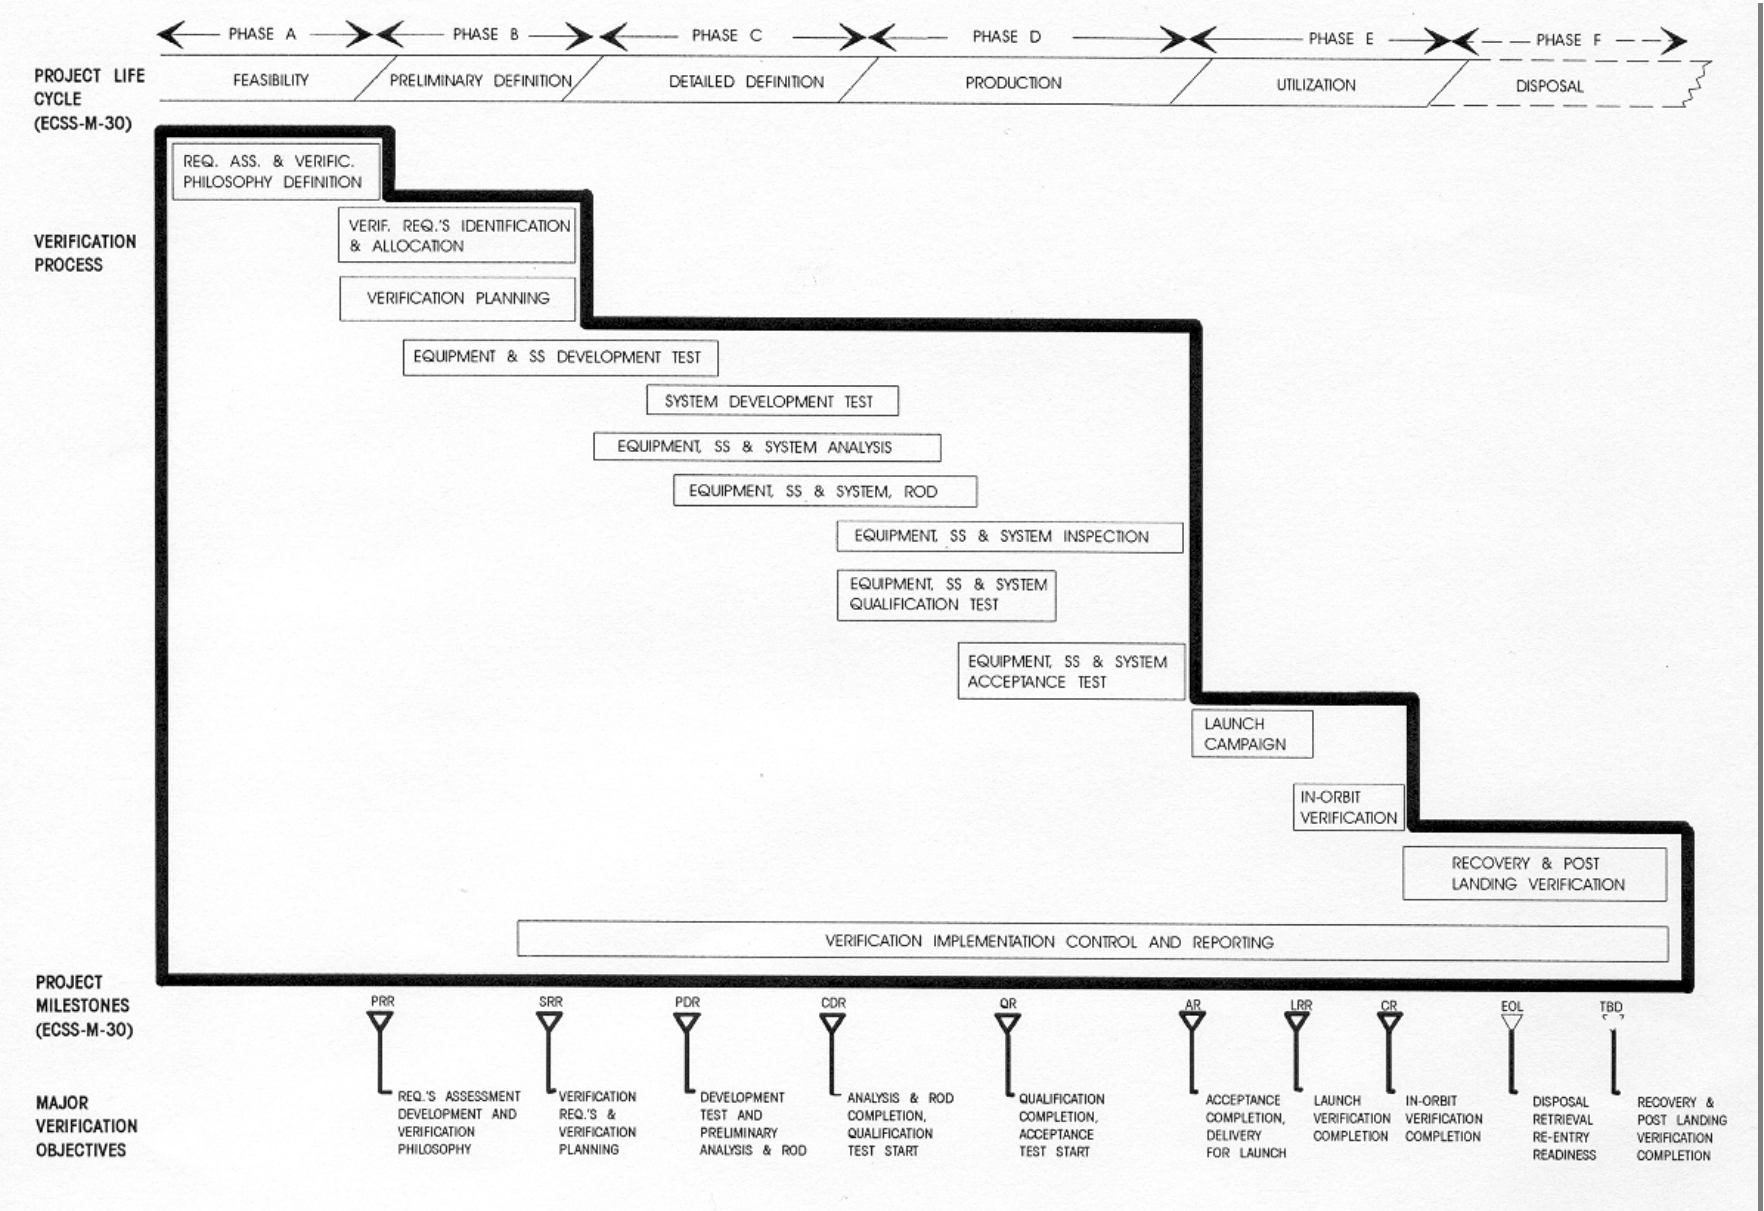 PHASE A
PHASE B
PHASE C
PHASE D
PHASE E
PHASE F
PROJECT LIFE
CYCLE
(ECSS-M-30)
FEASIBILITY
PRELIMINARY DEFINITION
DETAILED DEFINITION
PRODUCTION
UTILIZATION
DISPOSAL
VERIFICATION
PROCESS
REQ. ASS. & VERIFIC.
PHILOSOPHY DEFINITION
VERIF. REQ.'S IDENTIFICATION
& ALLOCATION
VERIFICATION PLANNING
EQUIPMENT & SS DEVELOPMENT TEST
SYSTEM DEVELOPMENT TEST
EQUIPMENT, SS & SYSTEM ANALYSIS
EQUIPMENT, SS & SYSTEM, ROD
EQUIPMENT, SS & SYSTEM INSPECTION
EQUIPMENT, SS & SYSTEM
QUALIFICATION TEST
EQUIPMENT, SS & SYSTEM
ACCEPTANCE TEST
LAUNCH
CAMPAIGN
IN-ORBIT
VERIFICATION
RECOVERY & POST
LANDING VERIFICATION
VERIFICATION IMPLEMENTATION CONTROL AND REPORTING
PROJECT
MILESTONES
(ECSS-M-30)
PRR
SRR
PDR
CDR
QR
AR
LRR
CR
EOL
TBD
MAJOR
VERIFICATION
OBJECTIVES
REQ.'S ASSESSMENT
DEVELOPMENT AND
VERIFICATION
PHILOSOPHY
VERIFICATION
REQ.'S &
VERIFICATION
PLANNING
DEVELOPMENT
TEST AND
PRELIMINARY
ANALYSIS & ROD
ANALYSIS & ROD
COMPLETION,
QUALIFICATION
TEST START
QUALIFICATION
COMPLETION,
ACCEPTANCE
TEST START
ACCEPTANCE
COMPLETION,
DELIVERY
FOR LAUNCH
LAUNCH
VERIFICATION
COMPLETION
IN-ORBIT
VERIFICATION
COMPLETION
DISPOSAL
RETRIEVAL
RE-ENTRY
READINESS
RECOVERY &
POST LANDING
VERIFICATION
COMPLETION